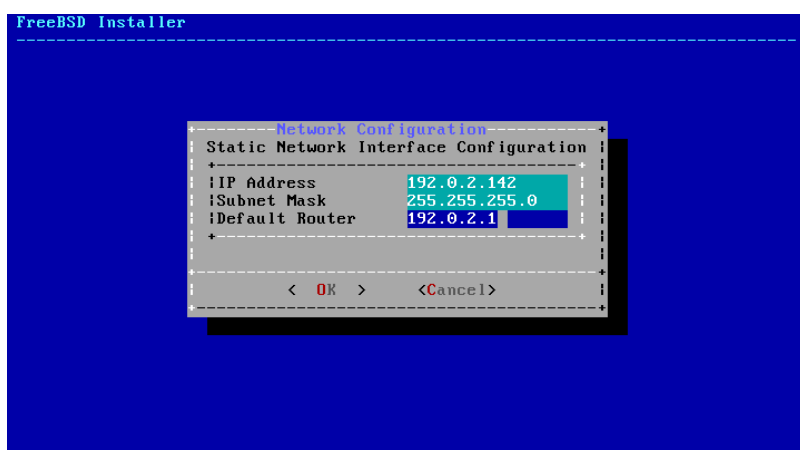 FreeBSD Installer
Network Configuration
Static Network Interface Configuration
IP Address 192.0.2.142
Subnet Mask 255.255.255.0
Default Router 192.0.2.1
< OK > <Cancel>